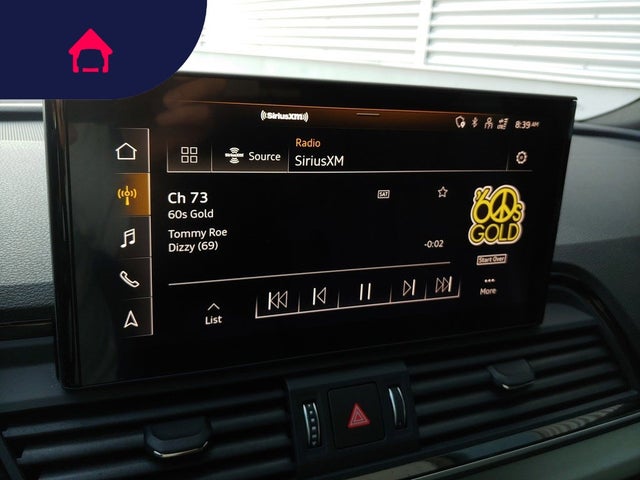 ((SiriusXM))
8:39 AM
Radio
Source
SiriusXM
Ch 73
SAT
60s Gold
'60s
GOLD
Tommy Roe
Dizzy (69)
-0:02
Start Over
List
More